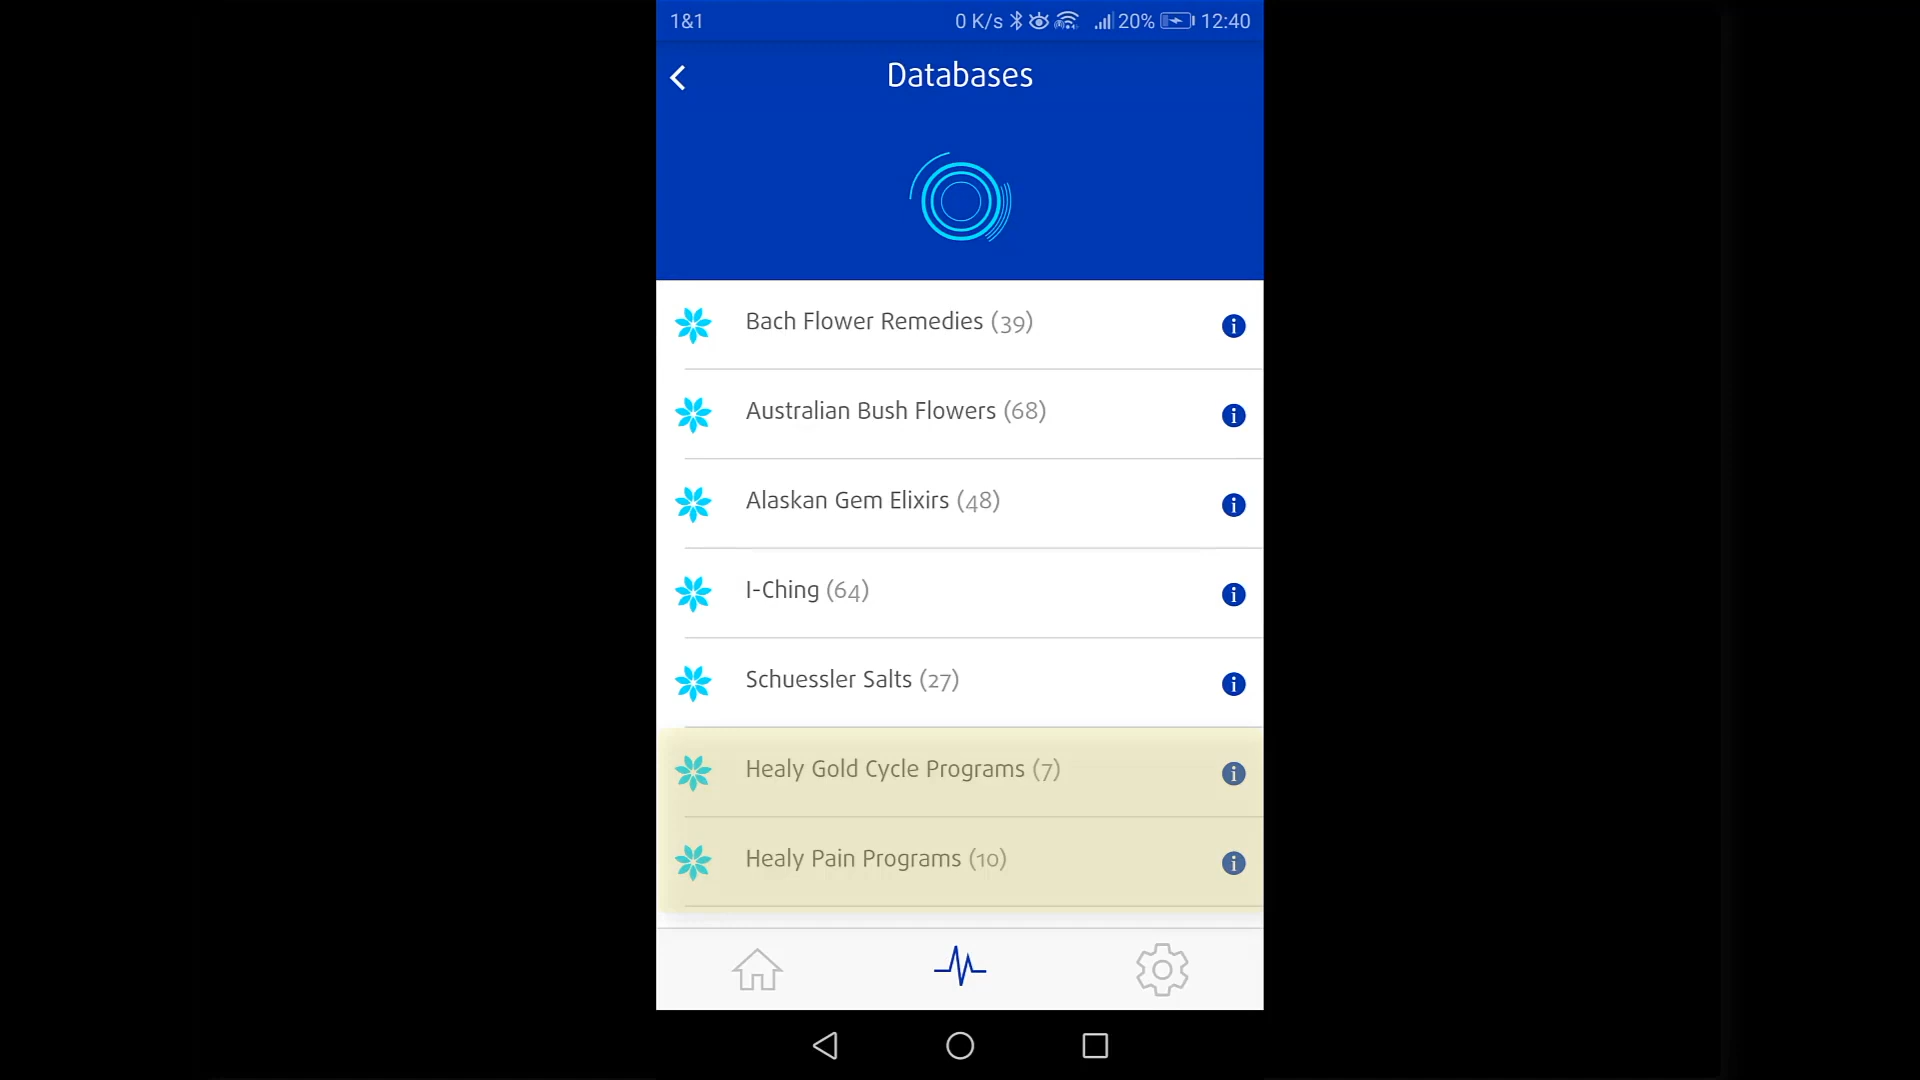 1&1 0 K/s 20% 12:40
Databases
Bach Flower Remedies (39)
Australian Bush Flowers (68)
Alaskan Gem Elixirs (48)
I-Ching (64)
Schuessler Salts (27)
Healy Gold Cycle Programs (7)
Healy Pain Programs (10)